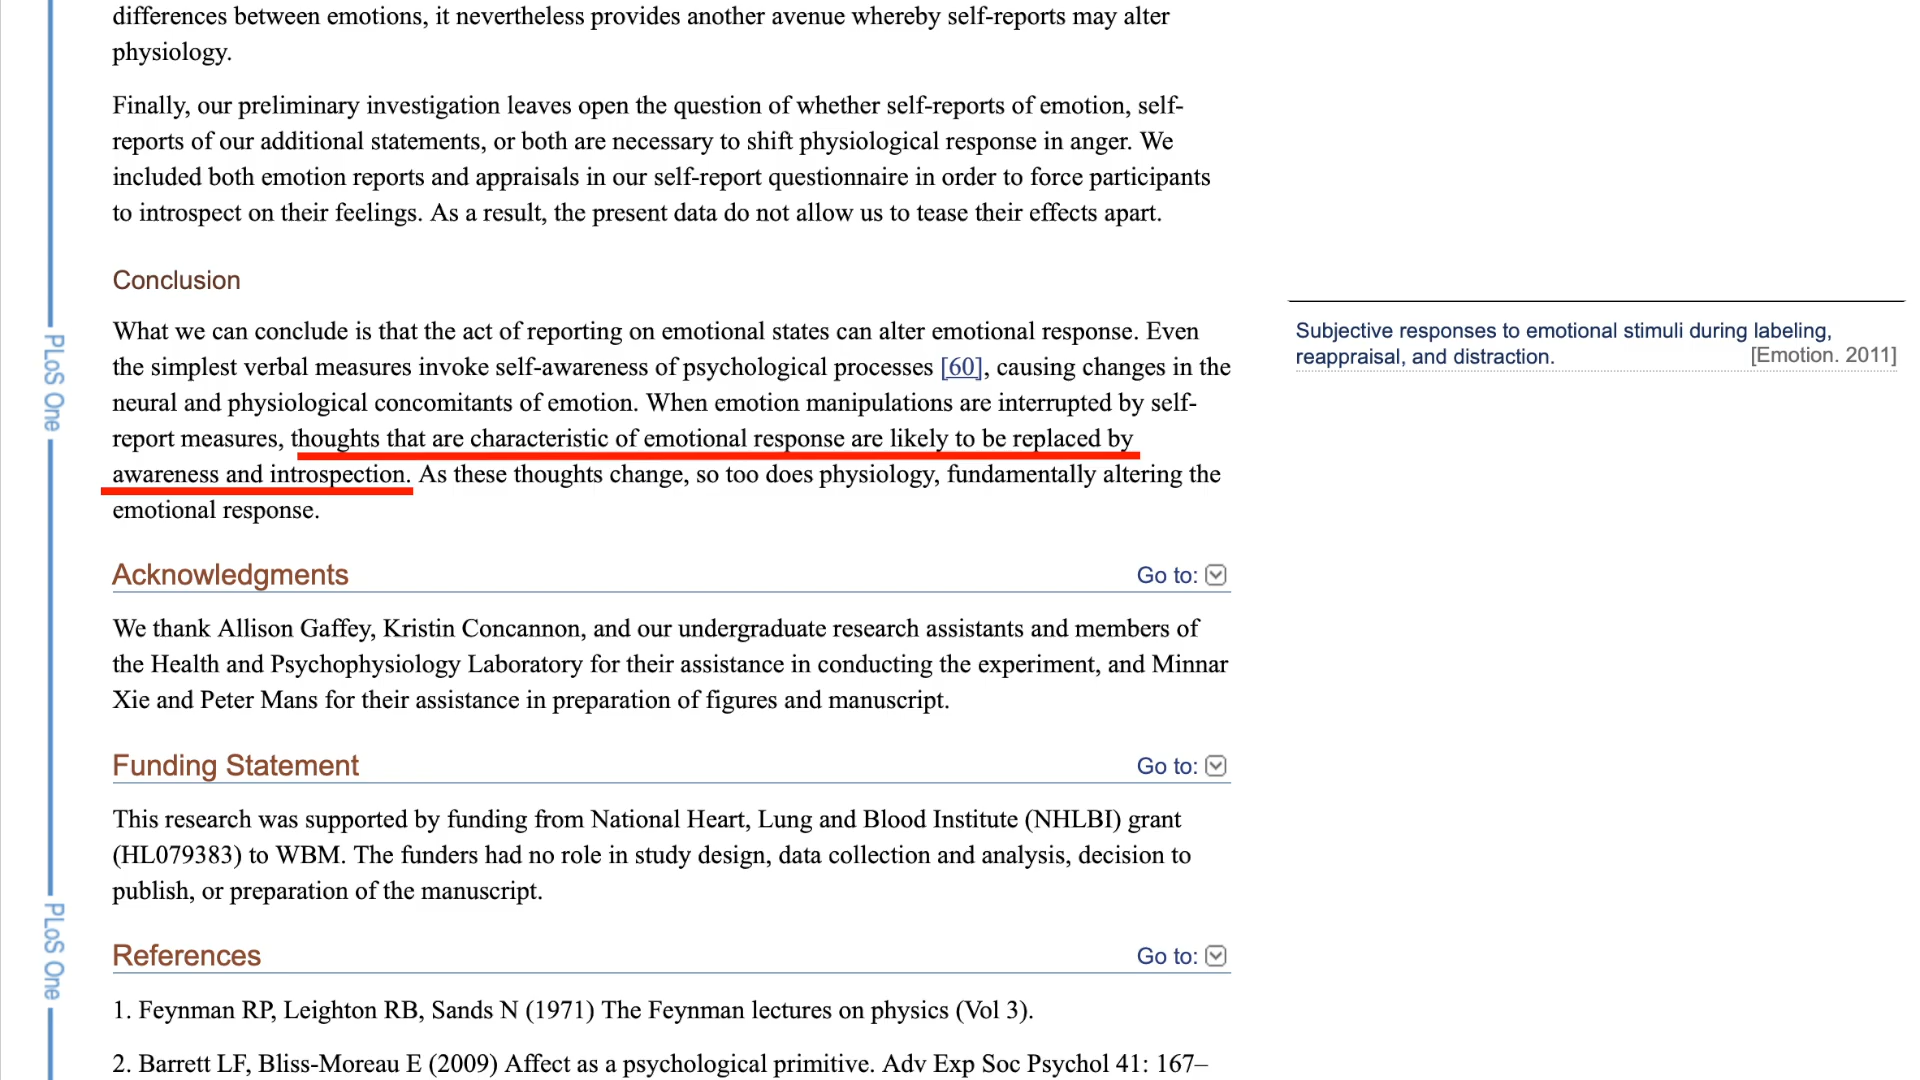 differences between emotions, it nevertheless provides another avenue whereby self-reports may alter
physiology.
Finally, our preliminary investigation leaves open the question of whether self-reports of emotion, self-
reports of our additional statements, or both are necessary to shift physiological response in anger. We
included both emotion reports and appraisals in our self-report questionnaire in order to force participants
to introspect on their feelings. As a result, the present data do not allow us to tease their effects apart.
Conclusion
What we can conclude is that the act of reporting on emotional states can alter emotional response. Even
the simplest verbal measures invoke self-awareness of psychological processes [60], causing changes in the
neural and physiological concomitants of emotion. When emotion manipulations are interrupted by self-
report measures, thoughts that are characteristic of emotional response are likely to be replaced by
awareness and introspection. As these thoughts change, so too does physiology, fundamentally altering the
emotional response.
Subjective responses to emotional stimuli during labeling,
reappraisal, and distraction. [Emotion. 2011]
Acknowledgments Go to:
We thank Allison Gaffey, Kristin Concannon, and our undergraduate research assistants and members of
the Health and Psychophysiology Laboratory for their assistance in conducting the experiment, and Minnar
Xie and Peter Mans for their assistance in preparation of figures and manuscript.
Funding Statement Go to:
This research was supported by funding from National Heart, Lung and Blood Institute (NHLBI) grant
(HL079383) to WBM. The funders had no role in study design, data collection and analysis, decision to
publish, or preparation of the manuscript.
References Go to:
1. Feynman RP, Leighton RB, Sands N (1971) The Feynman lectures on physics (Vol 3).
2. Barrett LF, Bliss-Moreau E (2009) Affect as a psychological primitive. Adv Exp Soc Psychol 41: 167–
PLoS One
PLoS One